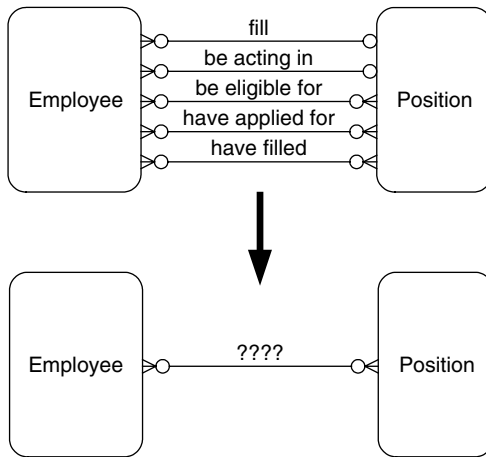 fill
be acting in
Employee
be eligible for
Position
have applied for
have filled
Employee
????
Position